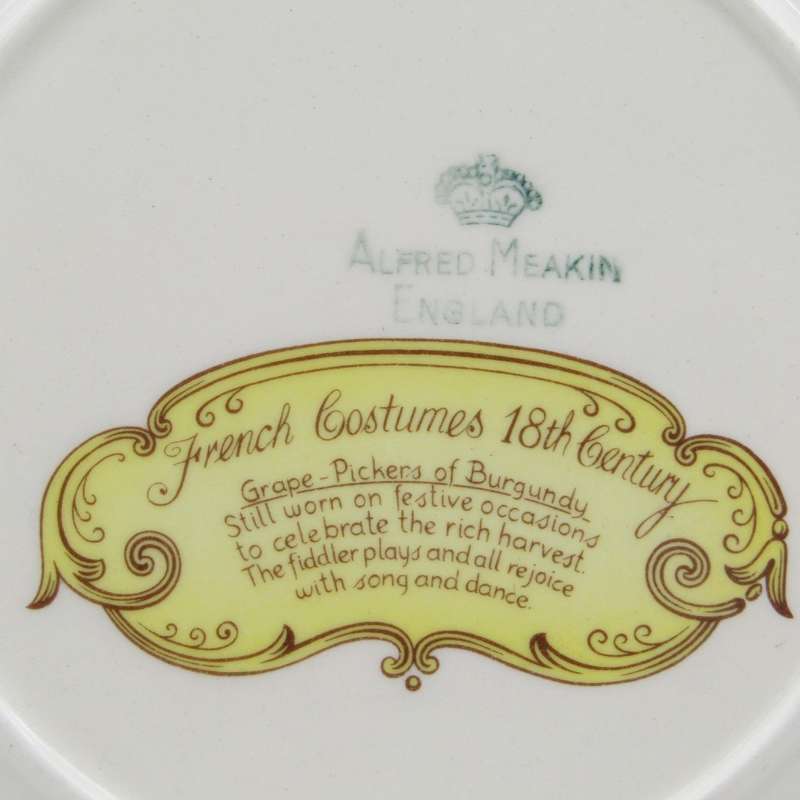 ALFRED MEAKIN
ENGLAND
French Costumes 18th Century
Grape-Pickers of Burgundy
Still worn on festive occasions
to celebrate the rich harvest.
The fiddler plays and all rejoice
with song and dance.